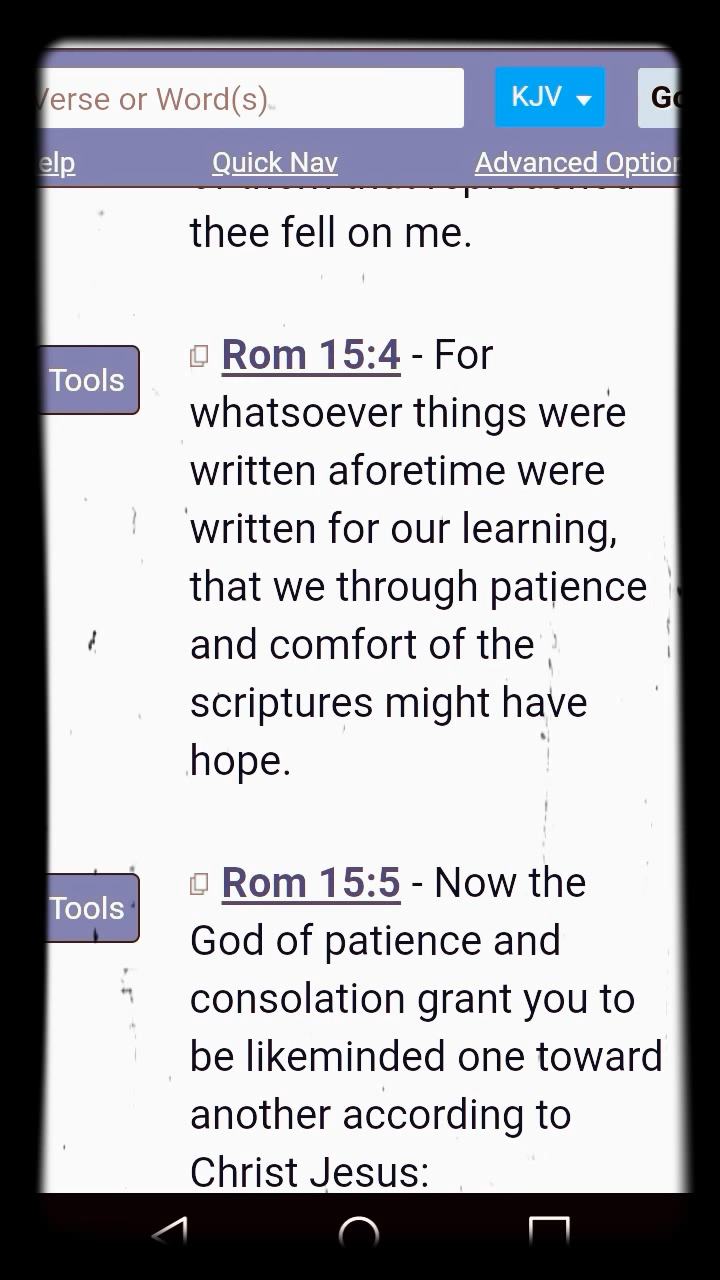 Verse or Word(s)
KJV
Go
elp
Quick Nav
Advanced Option
thee fell on me.
Rom 15:4 - For
Tools
whatsoever things were
written aforetime were
written for our learning,
that we through patience
and comfort of the
scriptures might have
hope.
Rom 15:5 - Now the
Tools
God of patience and
consolation grant you to
be likeminded one toward
another according to
Christ Jesus: